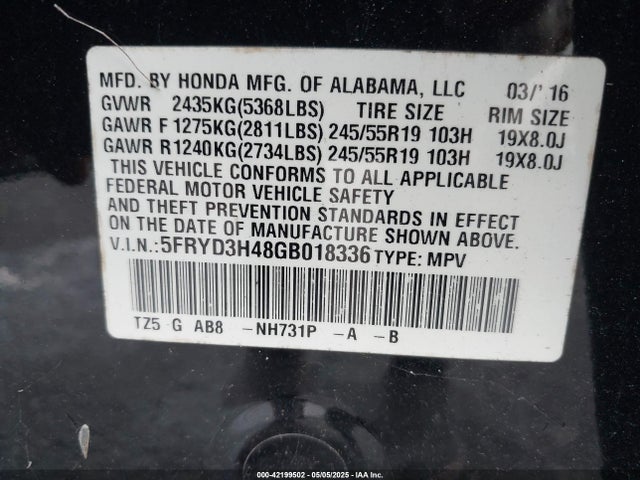 MFD. BY HONDA MFG. OF ALABAMA, LLC 03/'16
GVWR 2435KG(5368LBS) TIRE SIZE RIM SIZE
GAWR F 1275KG(2811LBS) 245/55R19 103H 19X8.0J
GAWR R1240KG(2734LBS) 245/55R19 103H 19X8.0J
THIS VEHICLE CONFORMS TO ALL APPLICABLE
FEDERAL MOTOR VEHICLE SAFETY
AND THEFT PREVENTION STANDARDS IN EFFECT
ON THE DATE OF MANUFACTURE SHOWN ABOVE.
V.I.N.:5FRYD3H48GB018336 TYPE: MPV
TZ5 G AB8 -NH731P -A -B
000-42199502 - 05/05/2025 - IAA Inc.